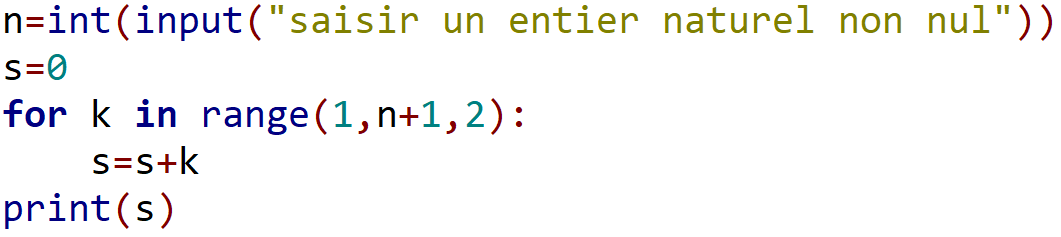 n=int(input("saisir un entier naturel non nul"))
s=0
for k in range(1,n+1,2):
    s=s+k
print(s)